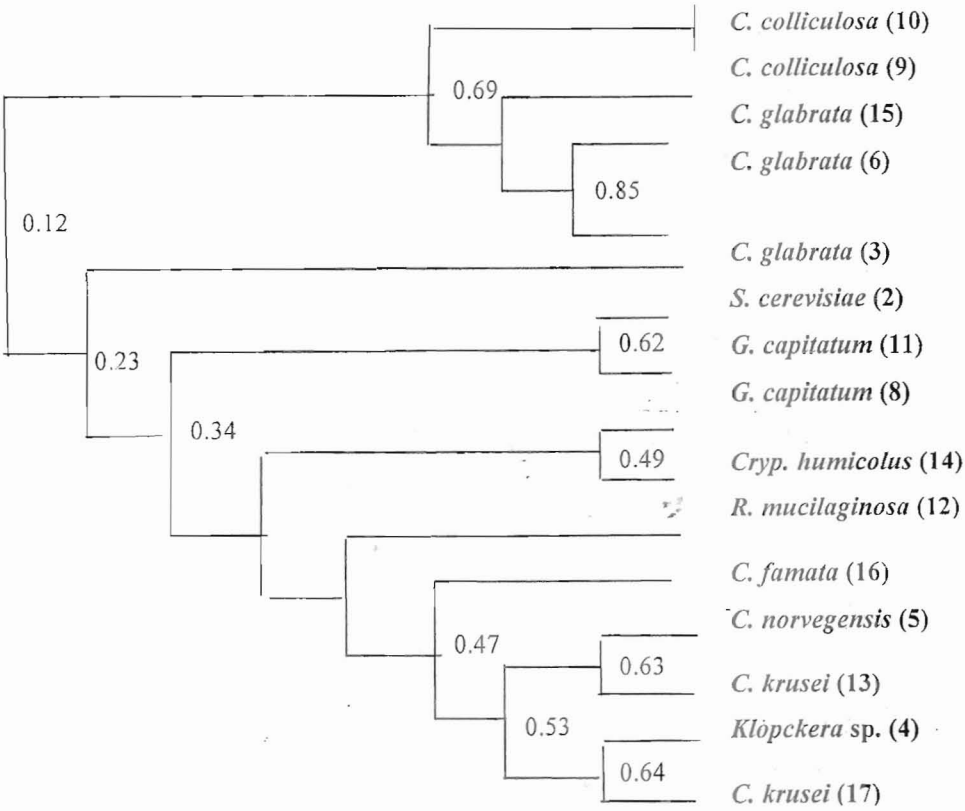 C. colliculosa (10)
C. colliculosa (9)
0.69
C. glabrata (15)
C. glabrata (6)
0.85
0.12
C. glabrata (3)
S. cerevisiae (2)
0.62
G. capitatum (11)
0.23
G. capitatum (8)
0.34
0.49
Cryp. humicolus (14)
R. mucilaginosa (12)
C. famata (16)
C. norvegensis (5)
0.47
0.63
C. krusei (13)
0.53
Klöpckera sp. (4)
0.64
C. krusei (17)